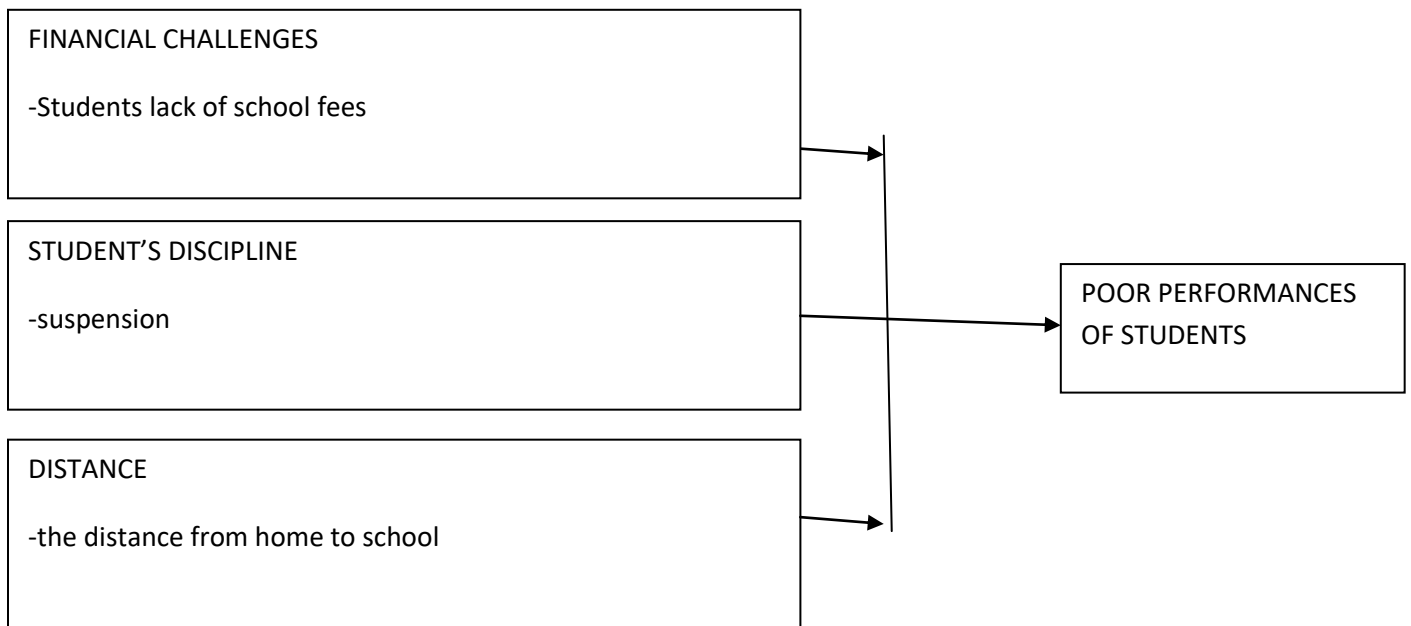 FINANCIAL CHALLENGES
-Students lack of school fees
STUDENT’S DISCIPLINE
-suspension
POOR PERFORMANCES
OF STUDENTS
DISTANCE
-the distance from home to school